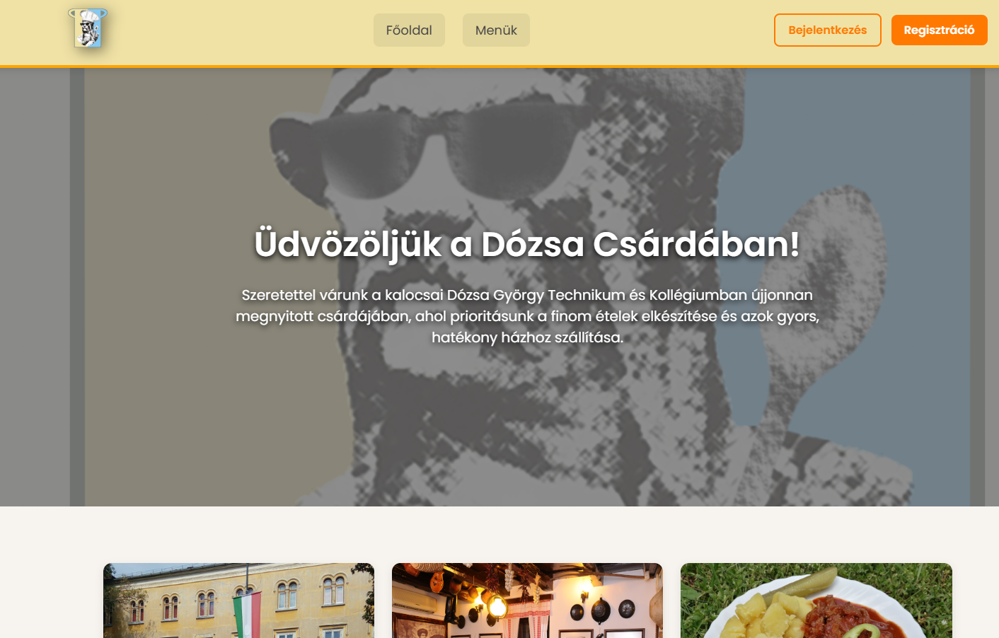 Főoldal
Menük
Bejelentkezés
Regisztráció
Üdvözöljük a Dózsa Csárdában!
Szeretettel várunk a kalocsai Dózsa György Technikum és Kollégiumban újjonnan
megnyitott csárdájában, ahol prioritásunk a finom ételek elkészítése és azok gyors,
hatékony házhoz szállítása.